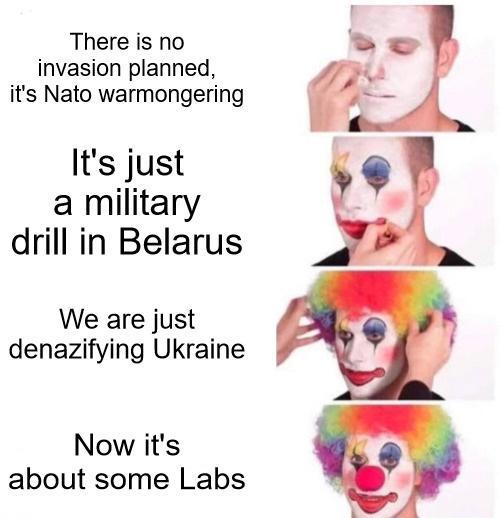 There is no
invasion planned,
it's Nato warmongering
It's just
a military
drill in Belarus
We are just
denazifying Ukraine
Now it's
about some Labs